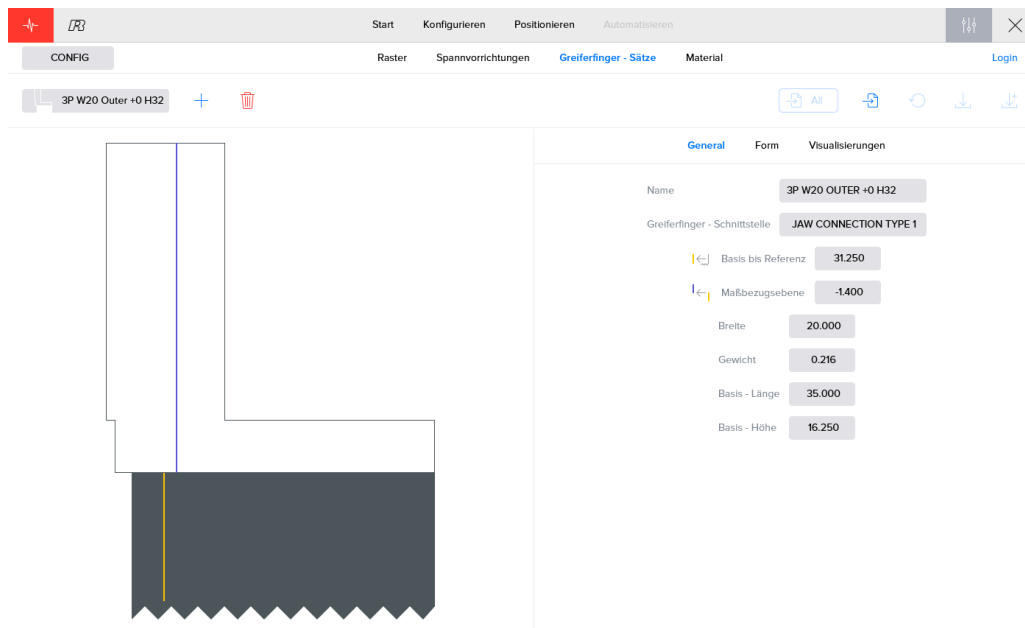 Start Konfigurieren Positionieren Automatisieren
CONFIG Raster Spannvorrichtungen Greiferfinger - Sätze Material Login
3P W20 Outer +0 H32 All
General Form Visualisierungen
Name 3P W20 OUTER +0 H32
Greiferfinger - Schnittstelle JAW CONNECTION TYPE 1
Basis bis Referenz 31.250
Maßbezugsebene -1.400
Breite 20.000
Gewicht 0.216
Basis - Länge 35.000
Basis - Höhe 16.250